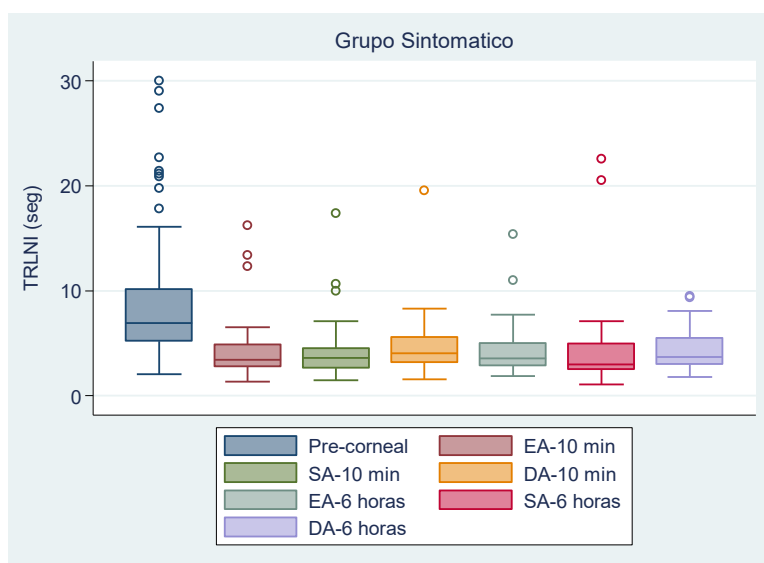 Grupo Sintomatico
TRLNI (seg)
30
20
10
0
Pre-corneal
EA-10 min
SA-10 min
DA-10 min
EA-6 horas
SA-6 horas
DA-6 horas